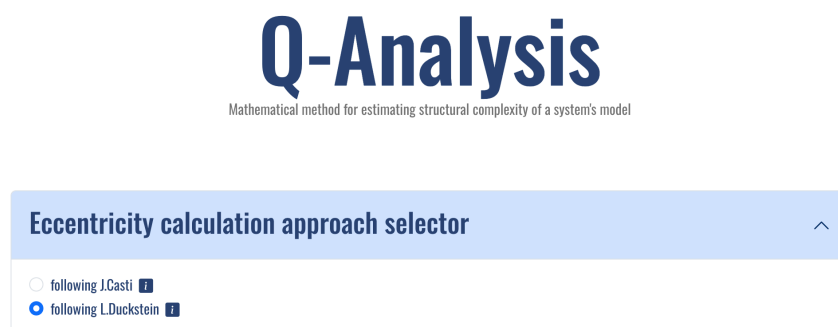 Q-Analysis
Mathematical method for estimating structural complexity of a system's model
Eccentricity calculation approach selector
following J.Casti i
following L.Duckstein i